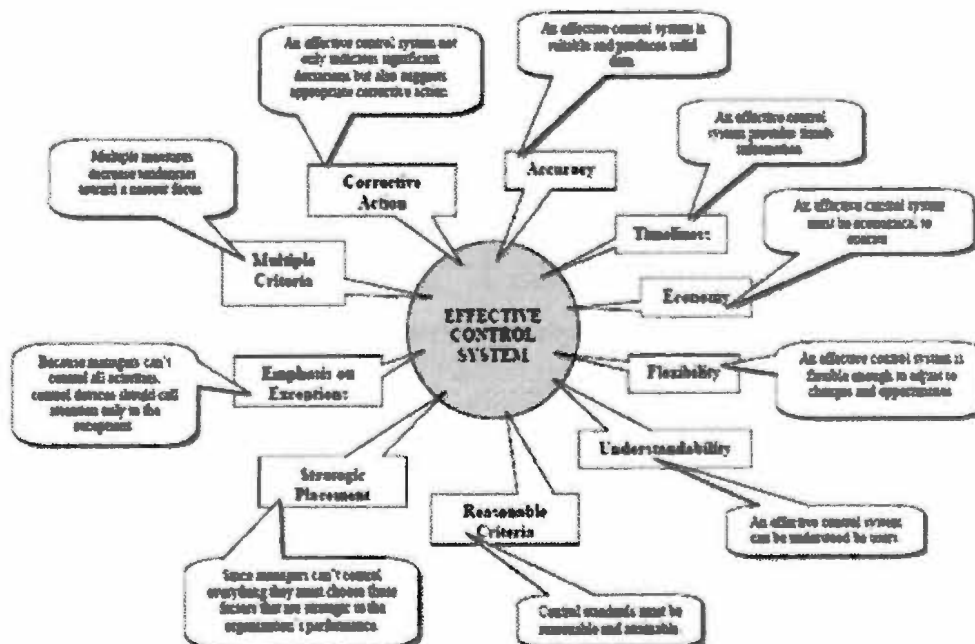 An effective control system not
only indicates significant
deviations but also suggests
appropriate corrective action
An effective control system is
suitable and produces valid
data
An effective control
system provides timely
information
Multiple measures
decrease tendencies
toward a narrow focus
Corrective
Action
Accuracy
Timeliness
An effective control system
must be economical to
operate
Multiple
Criteria
Economy
EFFECTIVE
CONTROL
SYSTEM
Because managers can't
control all activities,
control devices should call
attention only to the
exceptions
Emphasis on
Exceptions
Flexibility
An effective control system is
flexible enough to adjust to
changes and opportunities
Understandability
Strategic
Placement
Reasonable
Criteria
An effective control system
can be understood be users
Since managers can't control
everything they must choose those
factors that are strategic to the
organization's performance
Control standards must be
reasonable and attainable